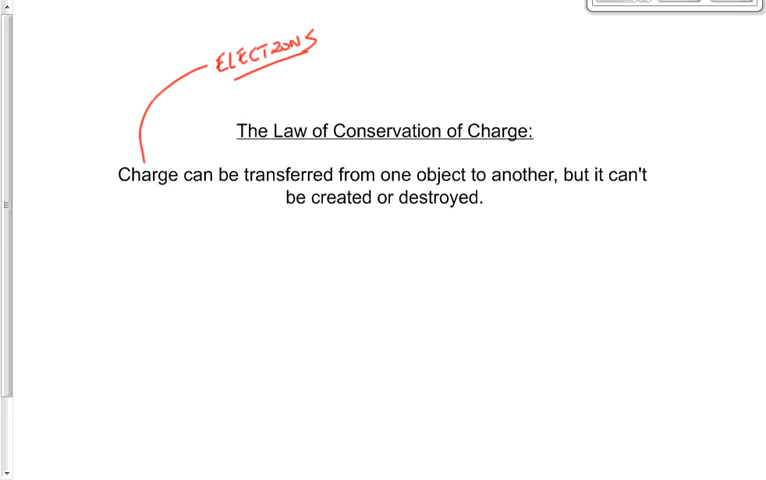 ELECTRONS
The Law of Conservation of Charge:
Charge can be transferred from one object to another, but it can't
be created or destroyed.